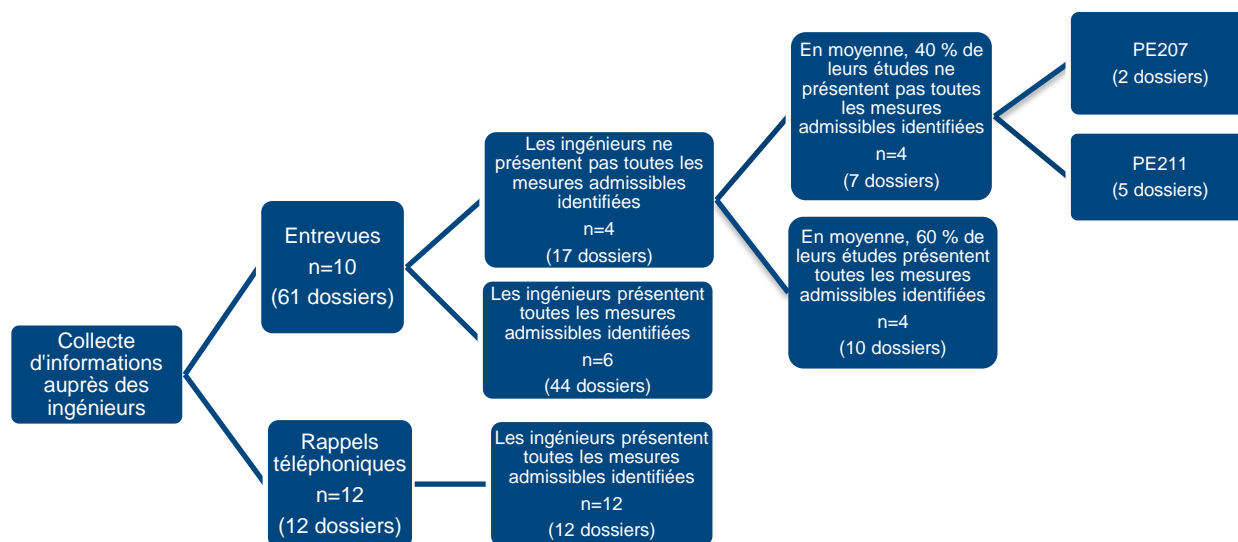 Collecte
d'informations
auprès des
ingénieurs
Entrevues
n=10
(61 dossiers)
Les ingénieurs ne
présentent pas toutes les
mesures admissibles
identifiées
n=4
(17 dossiers)
En moyenne, 40 % de
leurs études ne
présentent pas toutes
les mesures
admissibles identifiées
n=4
(7 dossiers)
PE207
(2 dossiers)
PE211
(5 dossiers)
En moyenne, 60 % de
leurs études présentent
toutes les mesures
admissibles identifiées
n=4
(10 dossiers)
Les ingénieurs présentent
toutes les mesures
admissibles identifiées
n=6
(44 dossiers)
Rappels
téléphoniques
n=12
(12 dossiers)
Les ingénieurs présentent
toutes les mesures
admissibles identifiées
n=12
(12 dossiers)